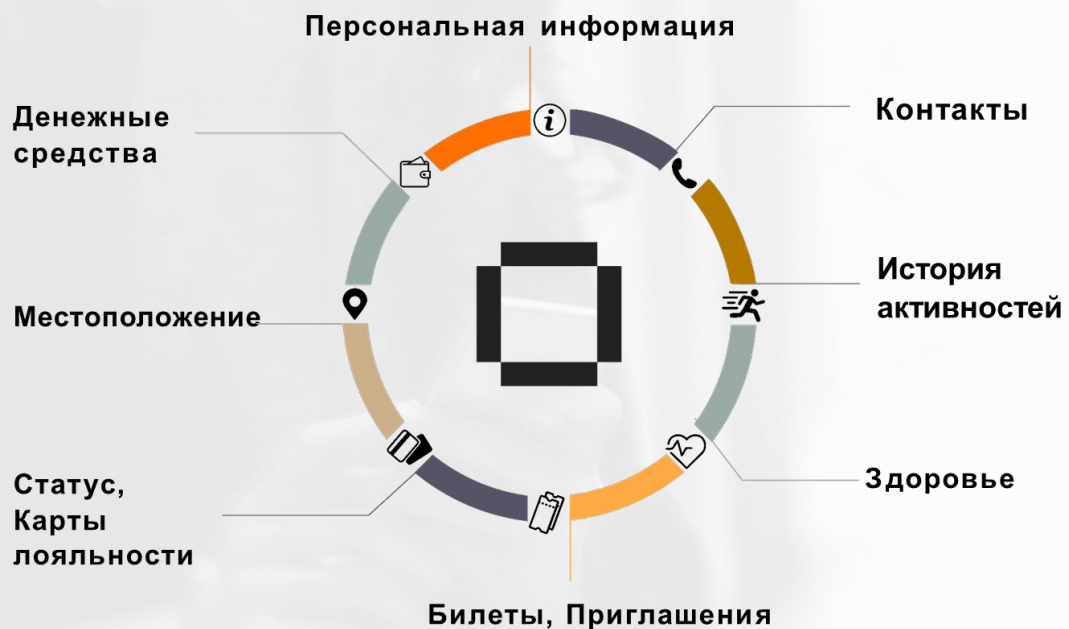 Персональная информация
Денежные
средства
Контакты
История
активностей
Местоположение
Здоровье
Статус,
Карты
лояльности
Билеты, Приглашения